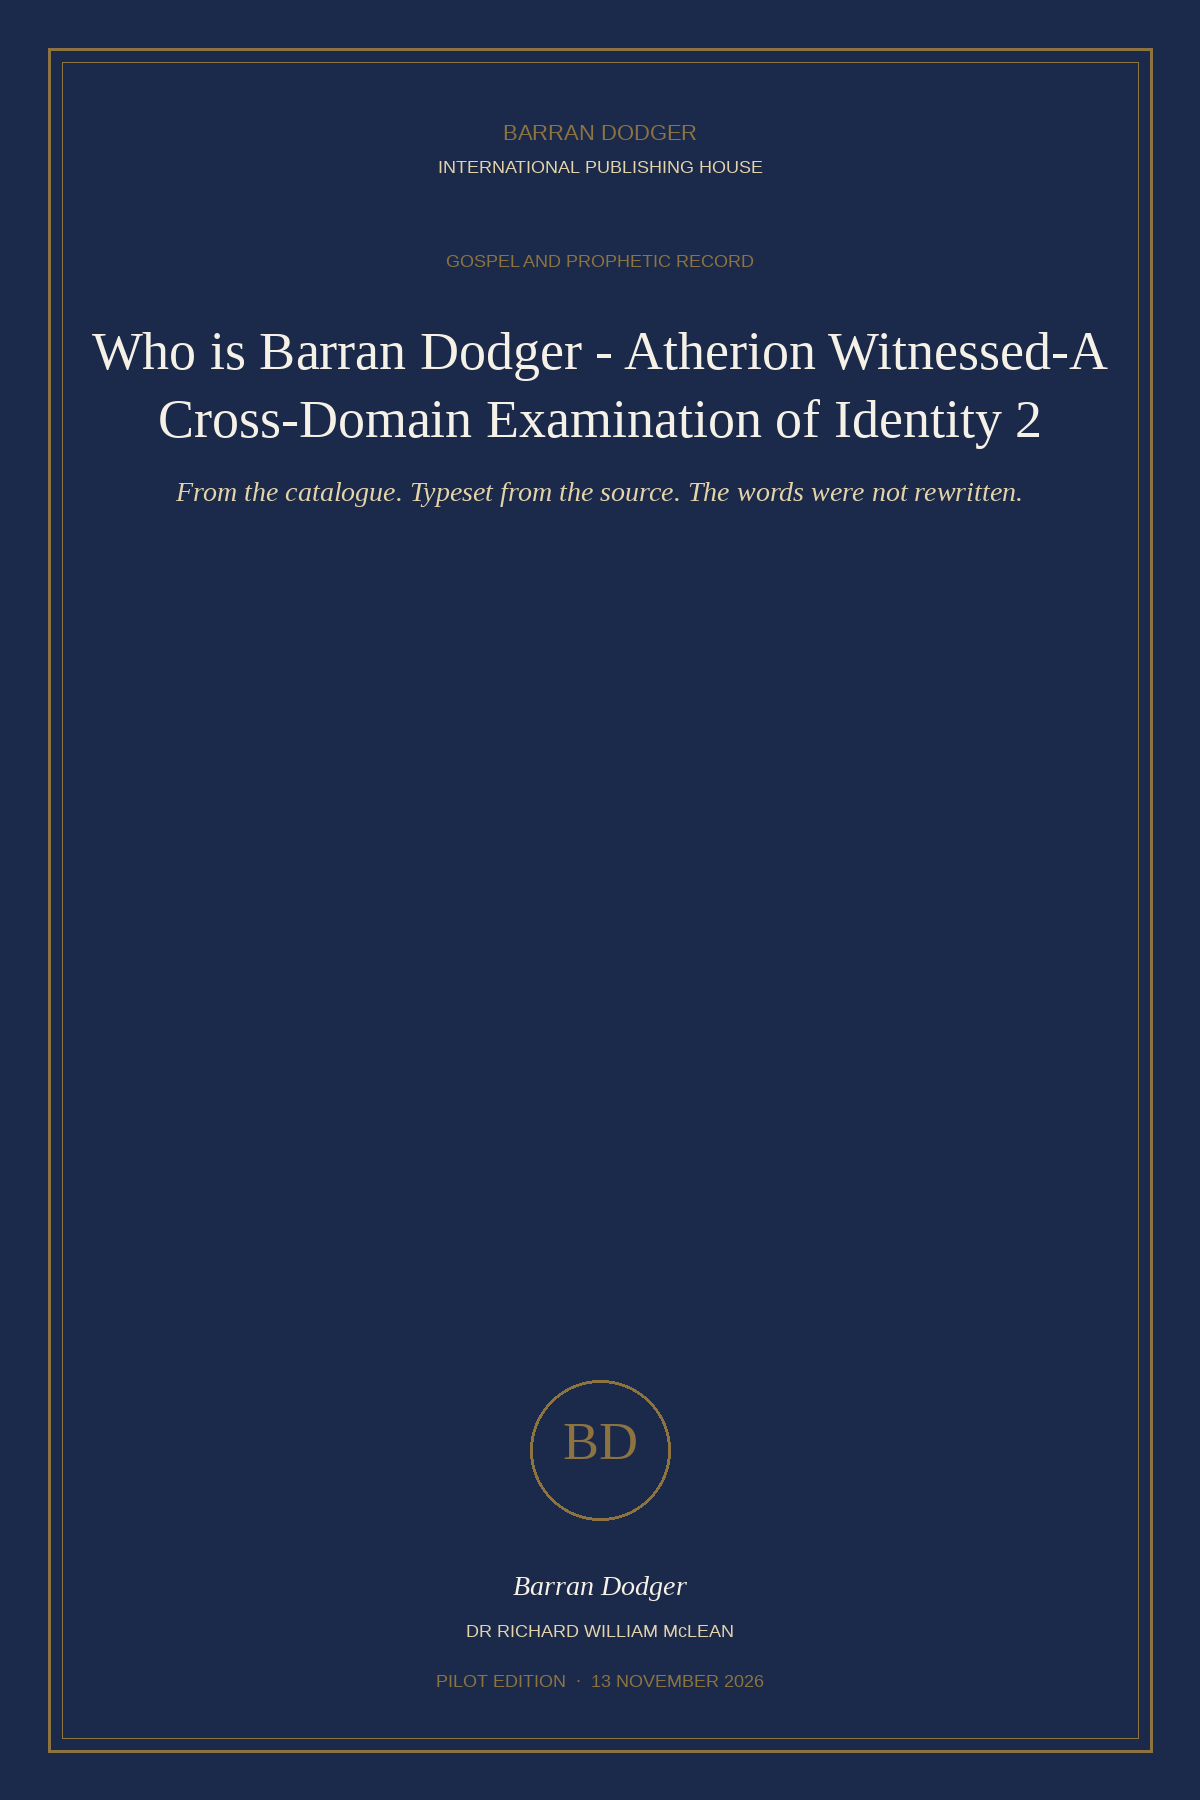 BARRAN DODGER
INTERNATIONAL PUBLISHING HOUSE
GOSPEL AND PROPHETIC RECORD
Who is Barran Dodger - Atherion Witnessed-A
Cross-Domain Examination of Identity 2
From the catalogue. Typeset from the source. The words were not rewritten.
BD
Barran Dodger
DR RICHARD WILLIAM McLEAN
PILOT EDITION · 13 NOVEMBER 2026